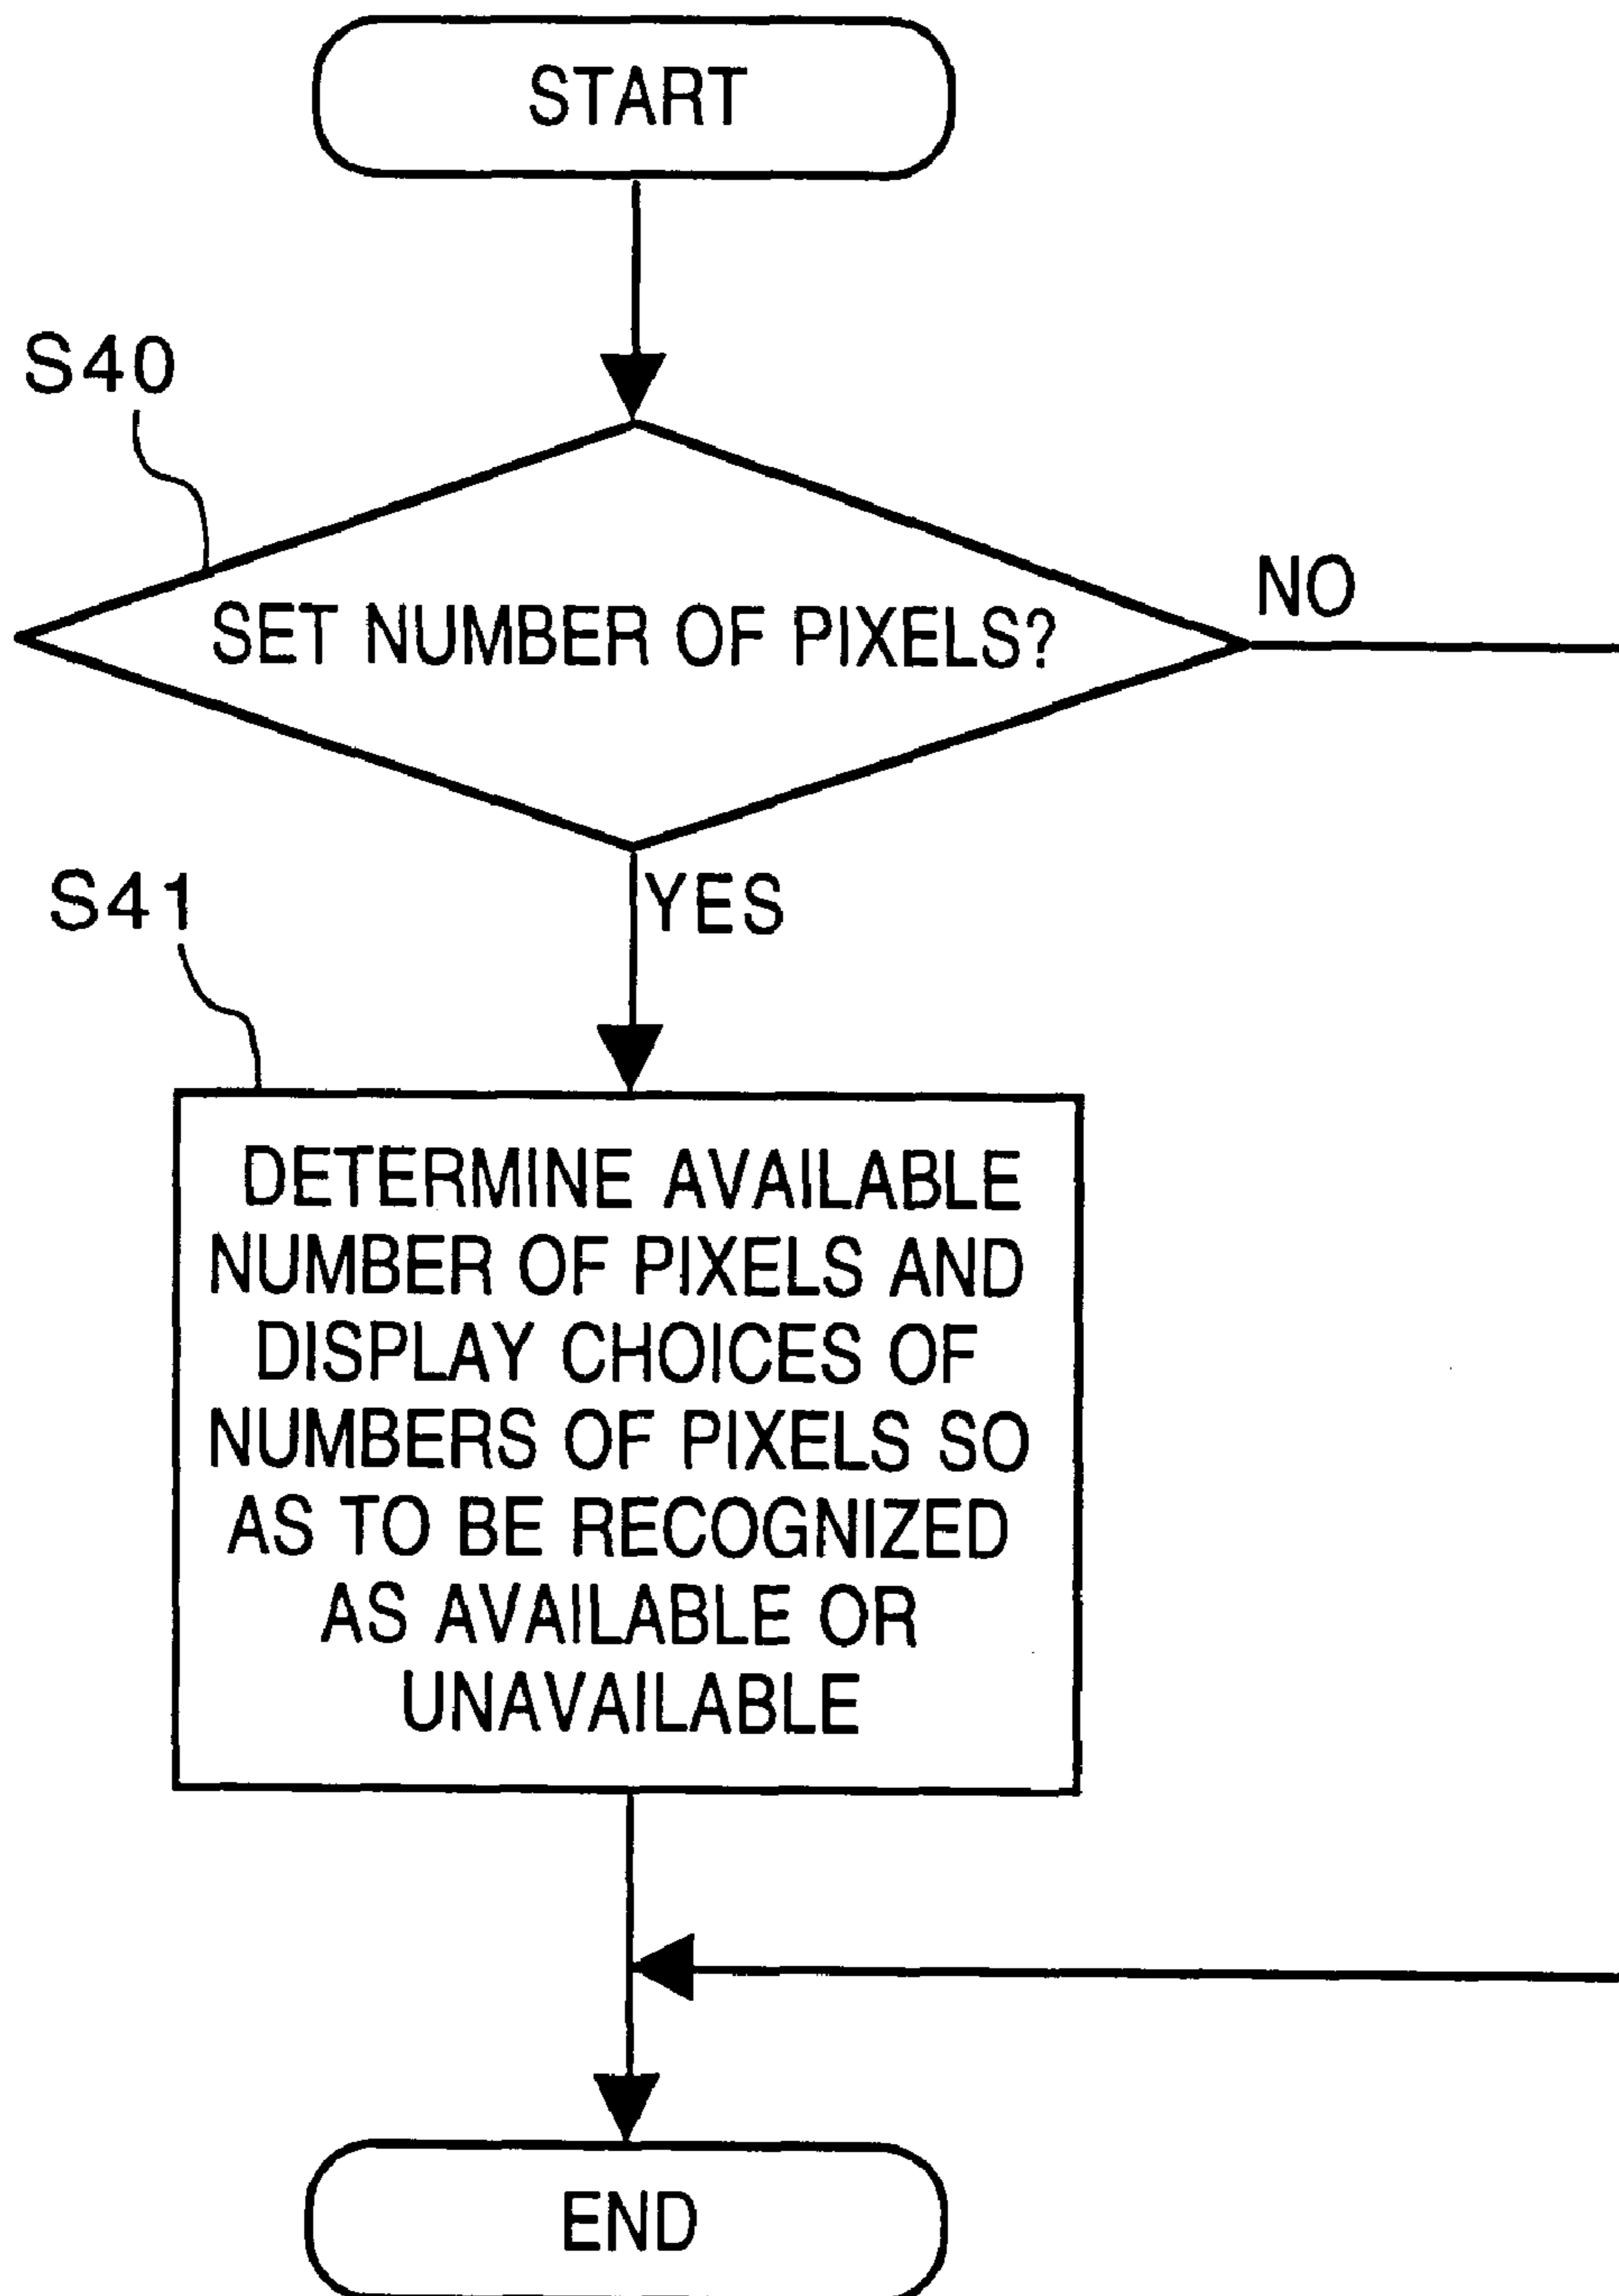 START
S40
SET NUMBER OF PIXELS?
NO
YES
S41
DETERMINE AVAILABLE
NUMBER OF PIXELS AND
DISPLAY CHOICES OF
NUMBERS OF PIXELS SO
AS TO BE RECOGNIZED
AS AVAILABLE OR
UNAVAILABLE
END